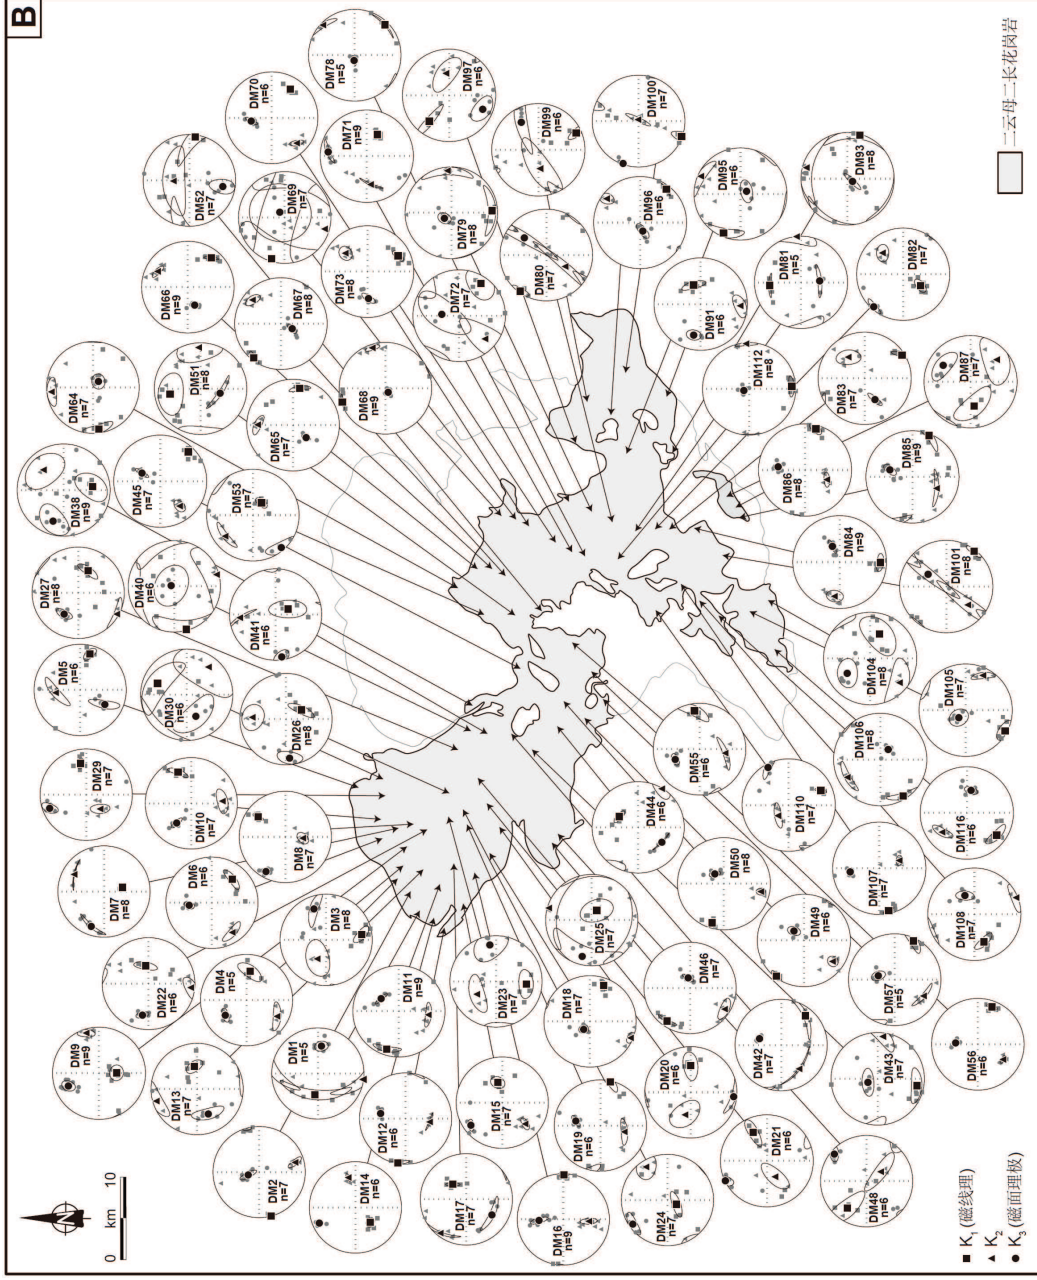 B
0 km 10
N
DM9
n=9
DM7
n=8
DM29
n=7
DM5
n=6
DM27
n=8
DM38
n=9
DM64
n=7
DM13
n=7
DM22
n=6
DM10
n=7
DM30
n=6
DM40
n=6
DM45
n=7
DM51
n=8
DM66
n=9
DM52
n=7
DM2
n=7
DM4
n=5
DM6
n=6
DM8
n=7
DM26
n=8
DM41
n=6
DM53
n=7
DM65
n=7
DM67
n=8
DM69
n=7
DM70
n=6
DM14
n=6
DM1
n=5
DM3
n=8
DM68
n=9
DM73
n=8
DM71
n=9
DM78
n=5
DM17
n=7
DM12
n=6
DM11
n=9
DM72
n=7
DM79
n=8
DM97
n=6
DM16
n=9
DM15
n=7
DM23
n=7
DM80
n=7
DM99
n=6
DM24
n=7
DM19
n=6
DM18
n=7
DM25
n=7
DM96
n=6
DM100
n=7
DM21
n=6
DM20
n=6
DM46
n=7
DM44
n=6
DM55
n=6
DM91
n=6
DM95
n=6
DM48
n=6
DM42
n=7
DM49
n=6
DM50
n=8
DM110
n=7
DM86
n=8
DM112
n=8
DM81
n=5
DM93
n=8
DM43
n=7
DM57
n=5
DM107
n=7
DM106
n=8
DM84
n=9
DM85
n=9
DM83
n=7
DM82
n=7
DM56
n=6
DM108
n=7
DM116
n=6
DM105
n=7
DM104
n=8
DM101
n=8
DM87
n=7
K1 (磁线理)
K2
K3 (磁面理极)
二云母二长花岗岩